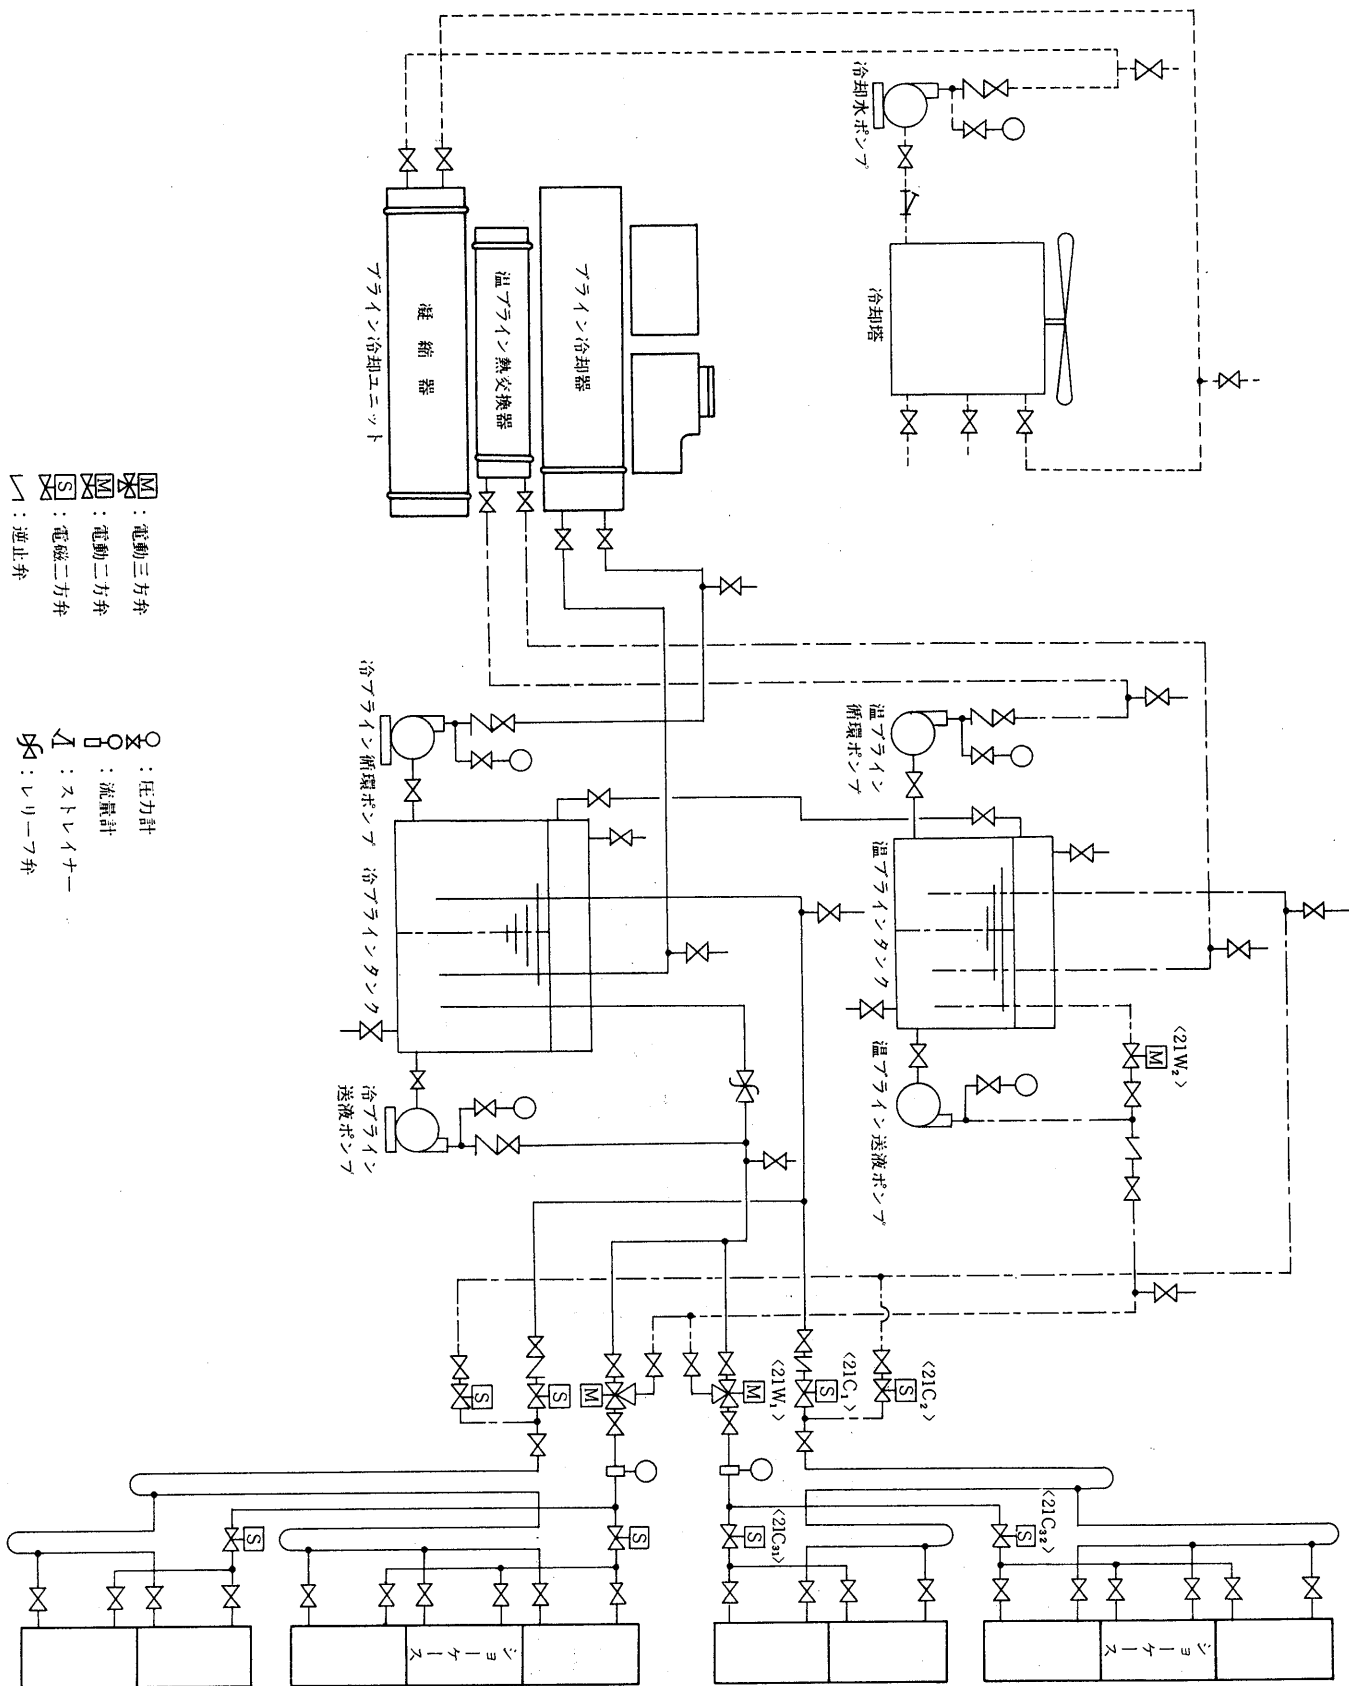 冷却水ポンプ
冷却塔
ブライン冷却器
温ブライン熱交換器
凝縮器
ブライン冷却ユニット
温ブライン
循環ポンプ
温ブラインタンク
温ブライン送液ポンプ
冷ブライン循環ポンプ
冷ブラインタンク
冷ブライン
送液ポンプ
〈21W₂〉
M
〈21C₂〉
S
〈21C₁〉
S
〈21W₁〉
M
M
S
S
〈21C₃₂〉
S
〈21C₃₁〉
S
S
S
ショーケース
ショーケース
M：電動三方弁
M：電動二方弁
S：電磁二方弁
：逆止弁
：圧力計
：流量計
：ストレイナー
：レリーフ弁